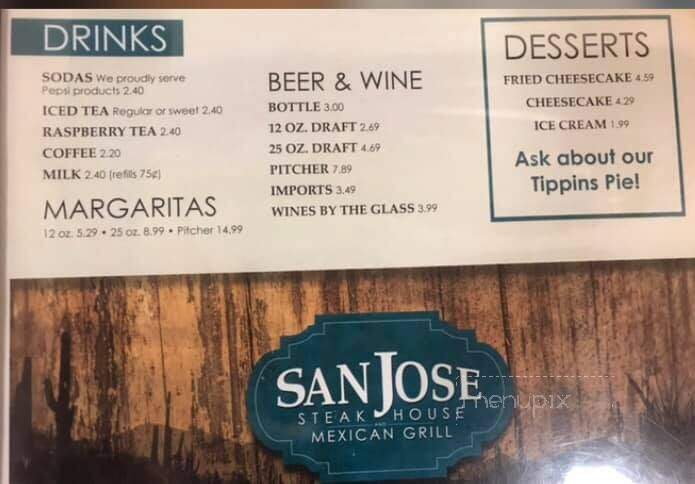 DRINKS
SODAS We proudly serve
Pepsi products 2.40
ICED TEA Regular or sweet 2.40
RASPBERRY TEA 2.40
COFFEE 2.20
MILK 2.40 (refills 75¢)
MARGARITAS
12 oz. 5.29 • 25 oz. 8.99 • Pitcher 14.99
BEER & WINE
BOTTLE 3.00
12 OZ. DRAFT 2.69
25 OZ. DRAFT 4.69
PITCHER 7.89
IMPORTS 3.49
WINES BY THE GLASS 3.99
DESSERTS
FRIED CHEESECAKE 4.59
CHEESECAKE 4.29
ICE CREAM 1.99
Ask about our
Tippins Pie!
SAN JOSE
STEAK HOUSE
AND
MEXICAN GRILL
menupix